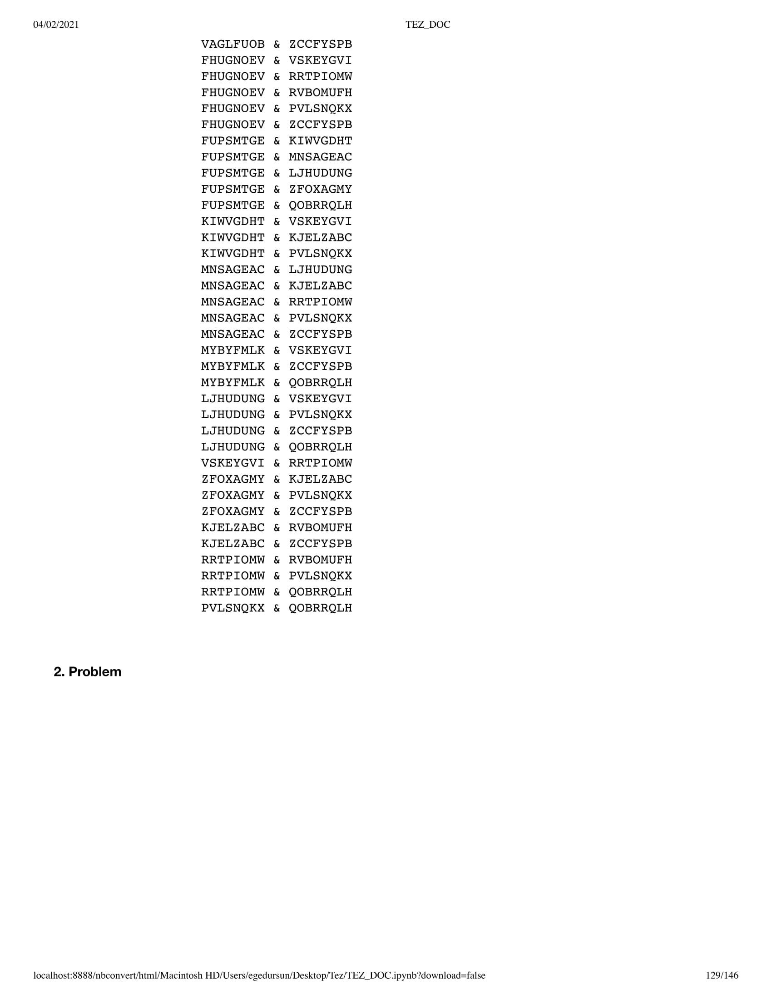 04/02/2021 TEZ_DOC
VAGLFUOB & ZCCFYSPB
FHUGNOEV & VSKEYGVI
FHUGNOEV & RRTPIOMW
FHUGNOEV & RVBOMUFH
FHUGNOEV & PVLSNQKX
FHUGNOEV & ZCCFYSPB
FUPSMTGE & KIWVGDHT
FUPSMTGE & MNSAGEAC
FUPSMTGE & LJHUDUNG
FUPSMTGE & ZFOXAGMY
FUPSMTGE & QOBRRQLH
KIWVGDHT & VSKEYGVI
KIWVGDHT & KJELZABC
KIWVGDHT & PVLSNQKX
MNSAGEAC & LJHUDUNG
MNSAGEAC & KJELZABC
MNSAGEAC & RRTPIOMW
MNSAGEAC & PVLSNQKX
MNSAGEAC & ZCCFYSPB
MYBYFMLK & VSKEYGVI
MYBYFMLK & ZCCFYSPB
MYBYFMLK & QOBRRQLH
LJHUDUNG & VSKEYGVI
LJHUDUNG & PVLSNQKX
LJHUDUNG & ZCCFYSPB
LJHUDUNG & QOBRRQLH
VSKEYGVI & RRTPIOMW
ZFOXAGMY & KJELZABC
ZFOXAGMY & PVLSNQKX
ZFOXAGMY & ZCCFYSPB
KJELZABC & RVBOMUFH
KJELZABC & ZCCFYSPB
RRTPIOMW & RVBOMUFH
RRTPIOMW & PVLSNQKX
RRTPIOMW & QOBRRQLH
PVLSNQKX & QOBRRQLH
2. Problem
localhost:8888/nbconvert/html/Macintosh HD/Users/egedursun/Desktop/Tez/TEZ_DOC.ipynb?download=false 129/146